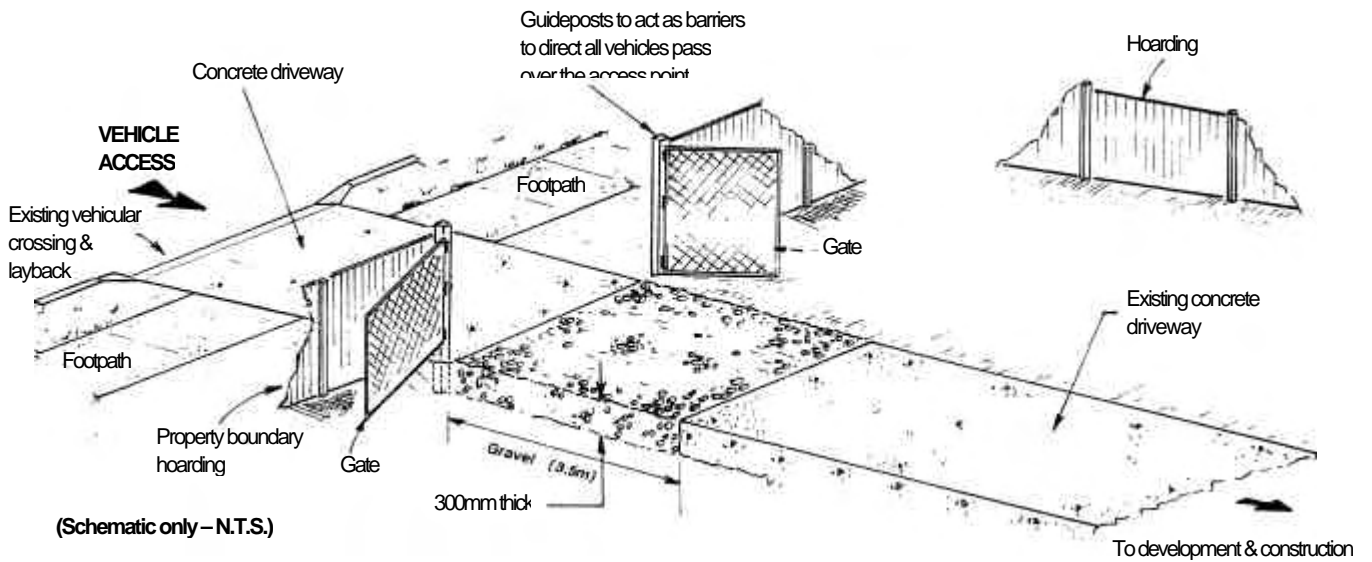 Guideposts to act as barriers
to direct all vehicles pass
over the access point
Hoarding
Concrete driveway
VEHICLE
ACCESS
Footpath
Existing vehicular
crossing &
layback
Gate
Existing concrete
driveway
Footpath
Property boundary
hoarding
Gate
Gravel (3.5m)
300mm thick
(Schematic only – N.T.S.)
To development & construction